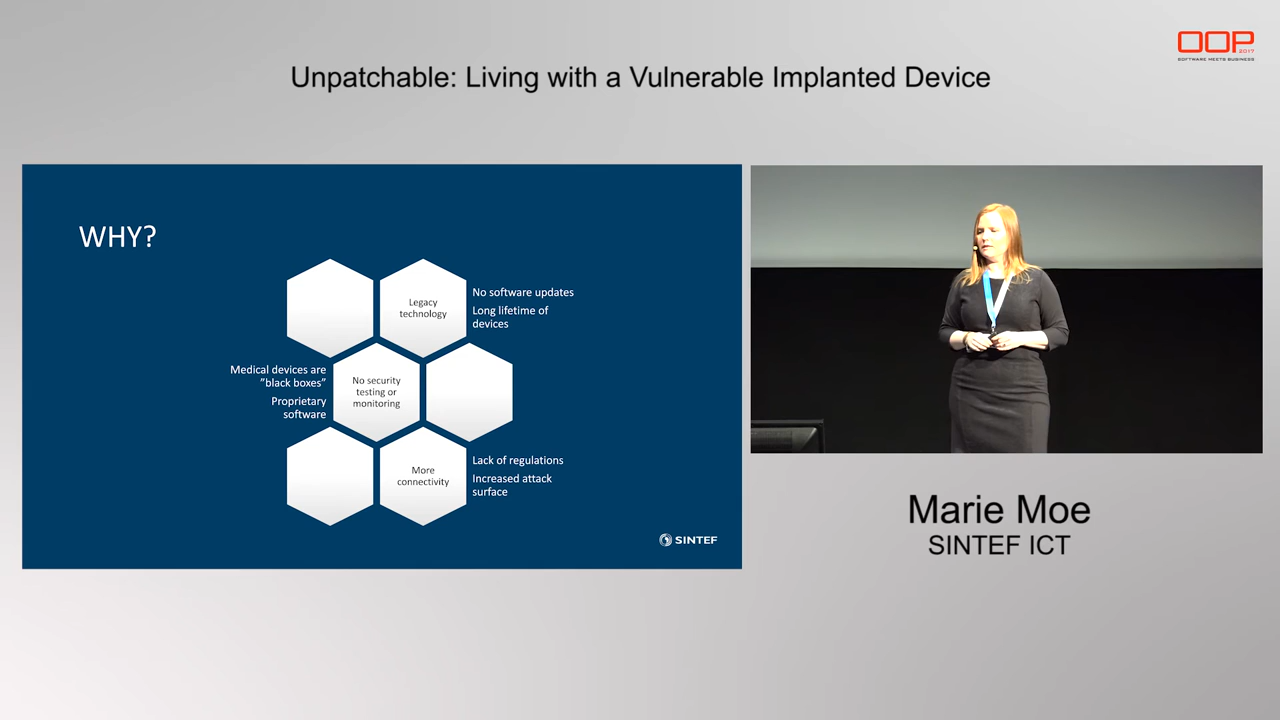 OOP
2017
SOFTWARE MEETS BUSINESS
Unpatchable: Living with a Vulnerable Implanted Device
WHY?
Legacy
technology
No software updates
Long lifetime of
devices
Medical devices are
"black boxes"
Proprietary
software
No security
testing or
monitoring
More
connectivity
Lack of regulations
Increased attack
surface
SINTEF
Marie Moe
SINTEF ICT